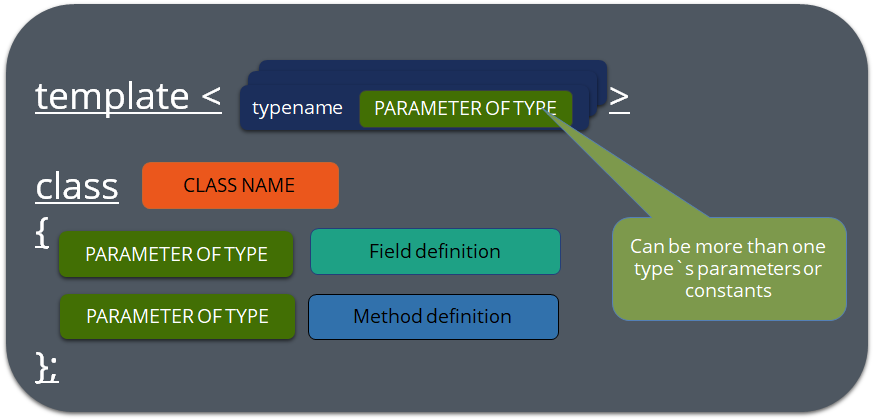 template < typename PARAMETER OF TYPE >
class CLASS NAME
{
PARAMETER OF TYPE Field definition
PARAMETER OF TYPE Method definition
};
Can be more than one
type`s parameters or
constants